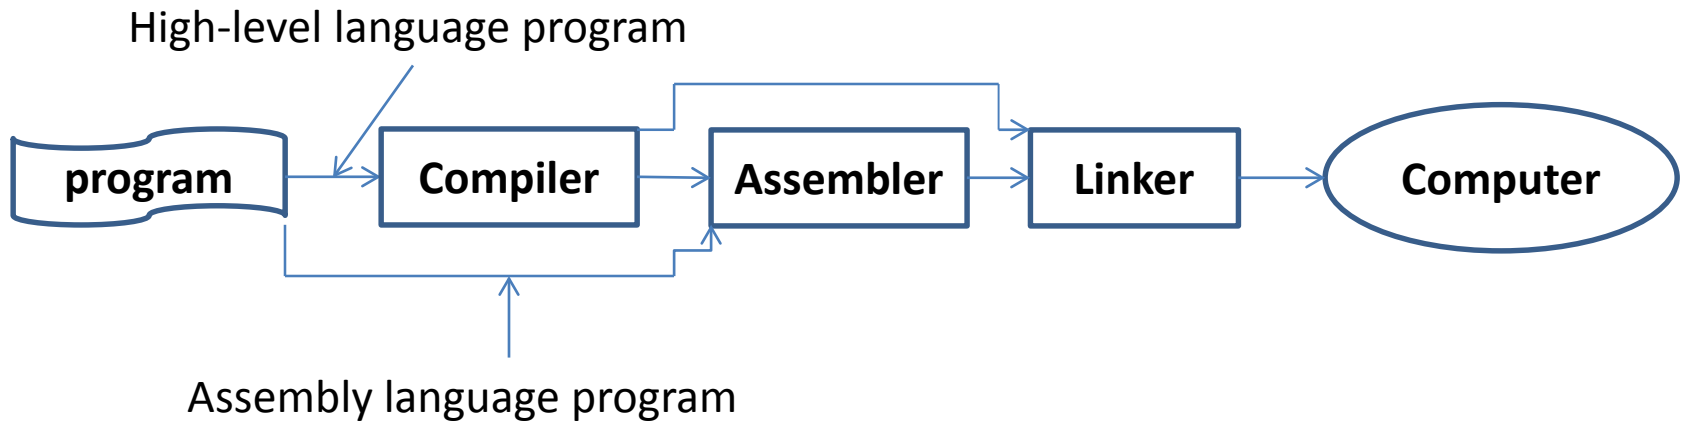 High-level language program
program
Compiler
Assembler
Linker
Computer
Assembly language program